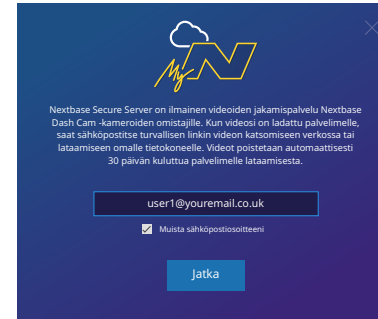 My N
Nextbase Secure Server on ilmainen videoiden jakamispalvelu Nextbase
Dash Cam -kameroiden omistajille. Kun videosi on ladattu palvelimelle,
saat sähköpostitse turvallisen linkin videon katsomiseen verkossa tai
lataamiseen omalle tietokoneelle. Videot poistetaan automaattisesti
30 päivän kuluttua palvelimelle lataamisesta.
user1@youremail.co.uk
Muista sähköpostiosoitteeni
Jatka